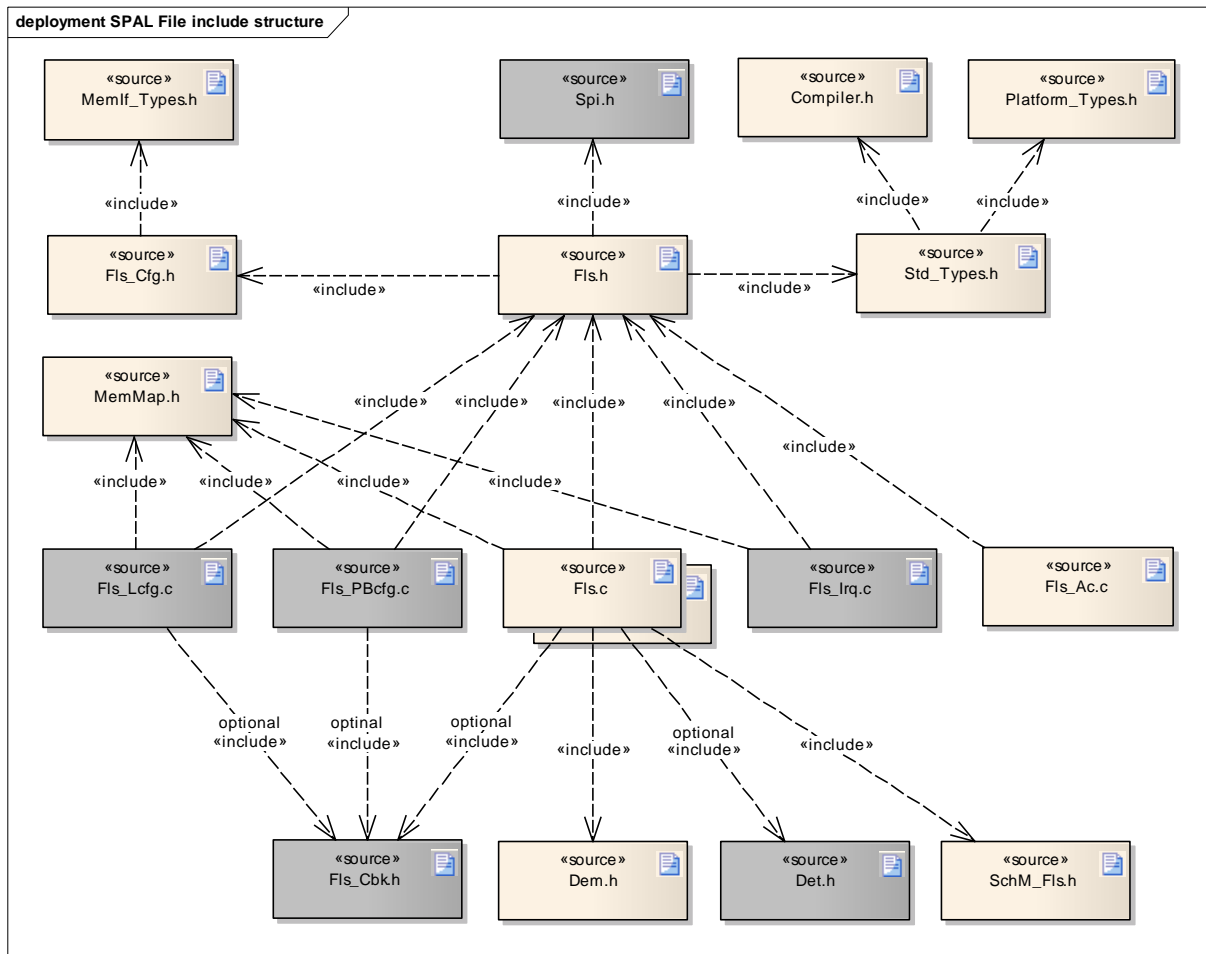 deployment SPAL File include structure
«source»
MemIf_Types.h
«source»
Spi.h
«source»
Compiler.h
«source»
Platform_Types.h
«include»
«include»
«include»
«include»
«source»
Fls_Cfg.h
«source»
Fls.h
«source»
Std_Types.h
«include»
«include»
«source»
MemMap.h
«include»
«include»
«include»
«include»
«include»
«include»
«include»
«include»
«include»
«source»
Fls_Lcfg.c
«source»
Fls_PBcfg.c
«source»
Fls.c
«source»
Fls_Irq.c
«source»
Fls_Ac.c
optional
«include»
optinal
«include»
optional
«include»
«include»
optional
«include»
«include»
«source»
Fls_Cbk.h
«source»
Dem.h
«source»
Det.h
«source»
SchM_Fls.h